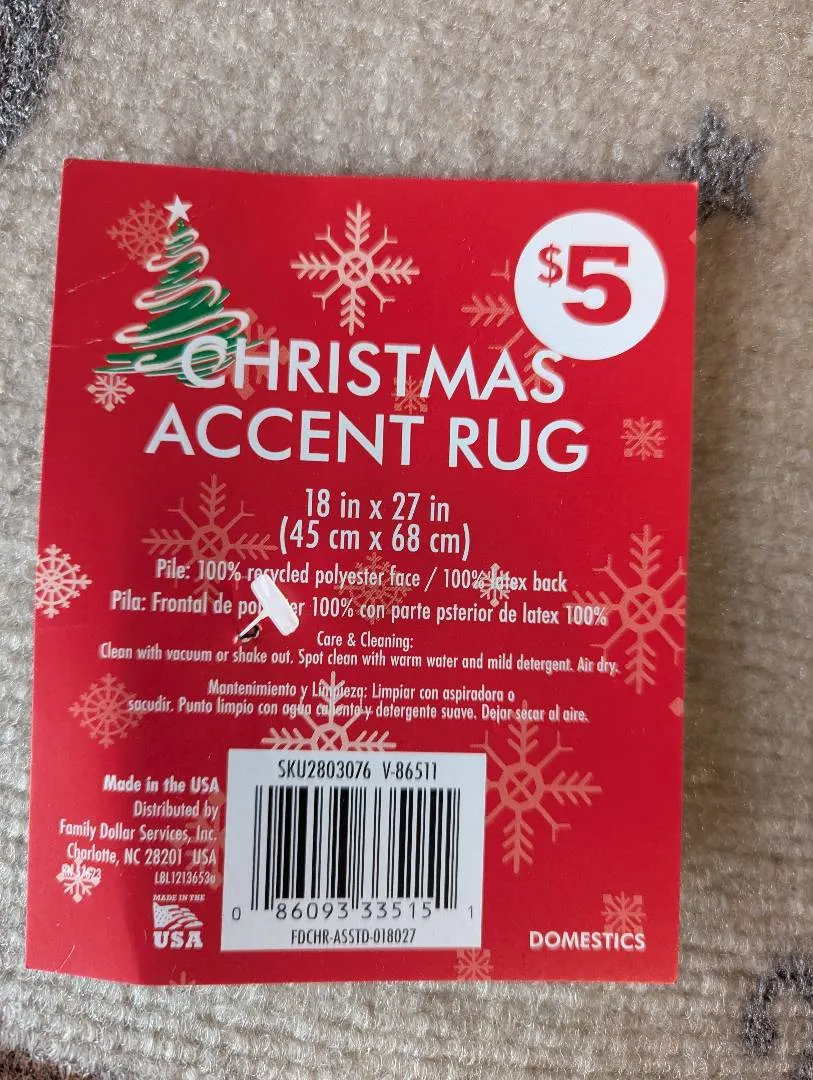 $5
CHRISTMAS
ACCENT RUG
18 in x 27 in
(45 cm x 68 cm)
Pile: 100% recycled polyester face / 100% latex back
Pila: Frontal de 100% con parte psterior de latex 100%
Care & Cleaning:
Clean with vacuum or shake out. Spot clean with warm water and mild detergent. Air dry.
Mantenimiento y Limpieza: Limpiar con aspiradora o
sacudir. Punto limpio con agua caliente y detergente suave. Dejar secar al aire.
SKU2803076 V-86511
Made in the USA
Distributed by
Family Dollar Services, Inc.
Charlotte, NC 28201 USA
RN
LBL1213653a
MADE IN THE
USA
0 86093 33515 1
FDCHR-ASSTD-018027
DOMESTICS